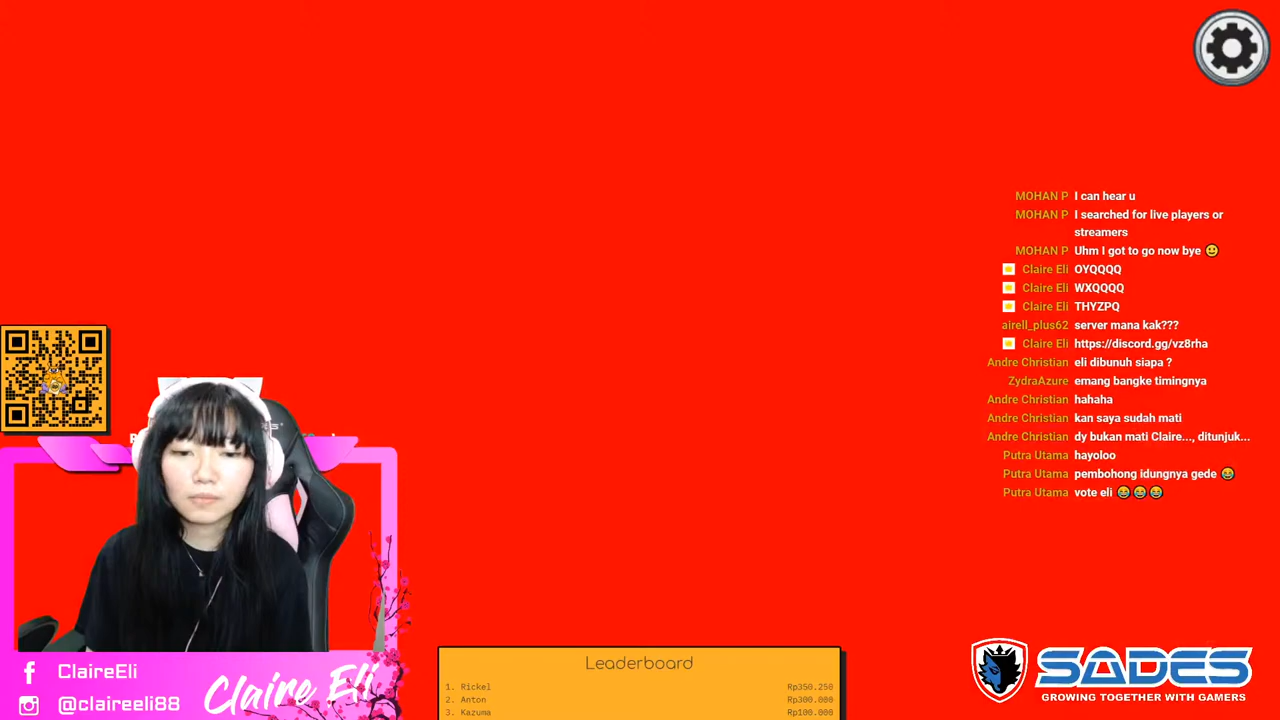 MOHAN P I can hear u
MOHAN P I searched for live players or
streamers
MOHAN P Uhm I got to go now bye 🙂
Claire Eli OYQQQQ
Claire Eli WXQQQQ
Claire Eli THYZPQ
airell_plus62 server mana kak???
Claire Eli https://discord.gg/vz8rha
Andre Christian eli dibunuh siapa ?
ZydraAzure emang bangke timingnya
Andre Christian hahaha
Andre Christian kan saya sudah mati
Andre Christian dy bukan mati Claire..., ditunjuk...
Putra Utama hayoloo
Putra Utama pembohong idungnya gede 😂
Putra Utama vote eli 😂😂😂
ClaireEli
@claireeli88
Claire Eli
Leaderboard
1. Rickel Rp350.250
2. Anton Rp300.000
3. Kazuma Rp100.000
SADES
GROWING TOGETHER WITH GAMERS